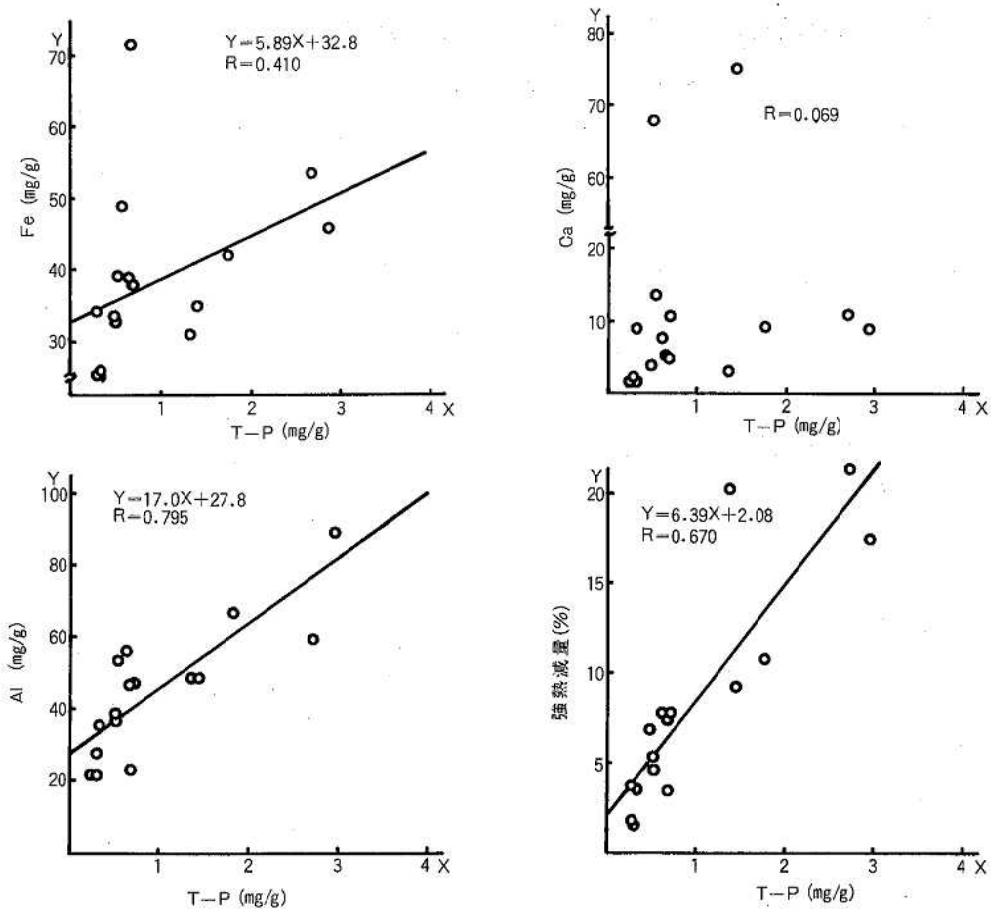 Y
70
60
50
40
30
Fe (mg/g)
Y=5.89X+32.8
R=0.410
1
2
3
4 X
T-P (mg/g)
Y
80
70
60
20
10
Ca (mg/g)
R=0.069
1
2
3
4 X
T-P (mg/g)
Y
100
80
60
40
20
Al (mg/g)
Y=17.0X+27.8
R=0.795
1
2
3
4 X
T-P (mg/g)
Y
20
15
10
5
強熱減量(%)
Y=6.39X+2.08
R=0.670
1
2
3
4 X
T-P (mg/g)